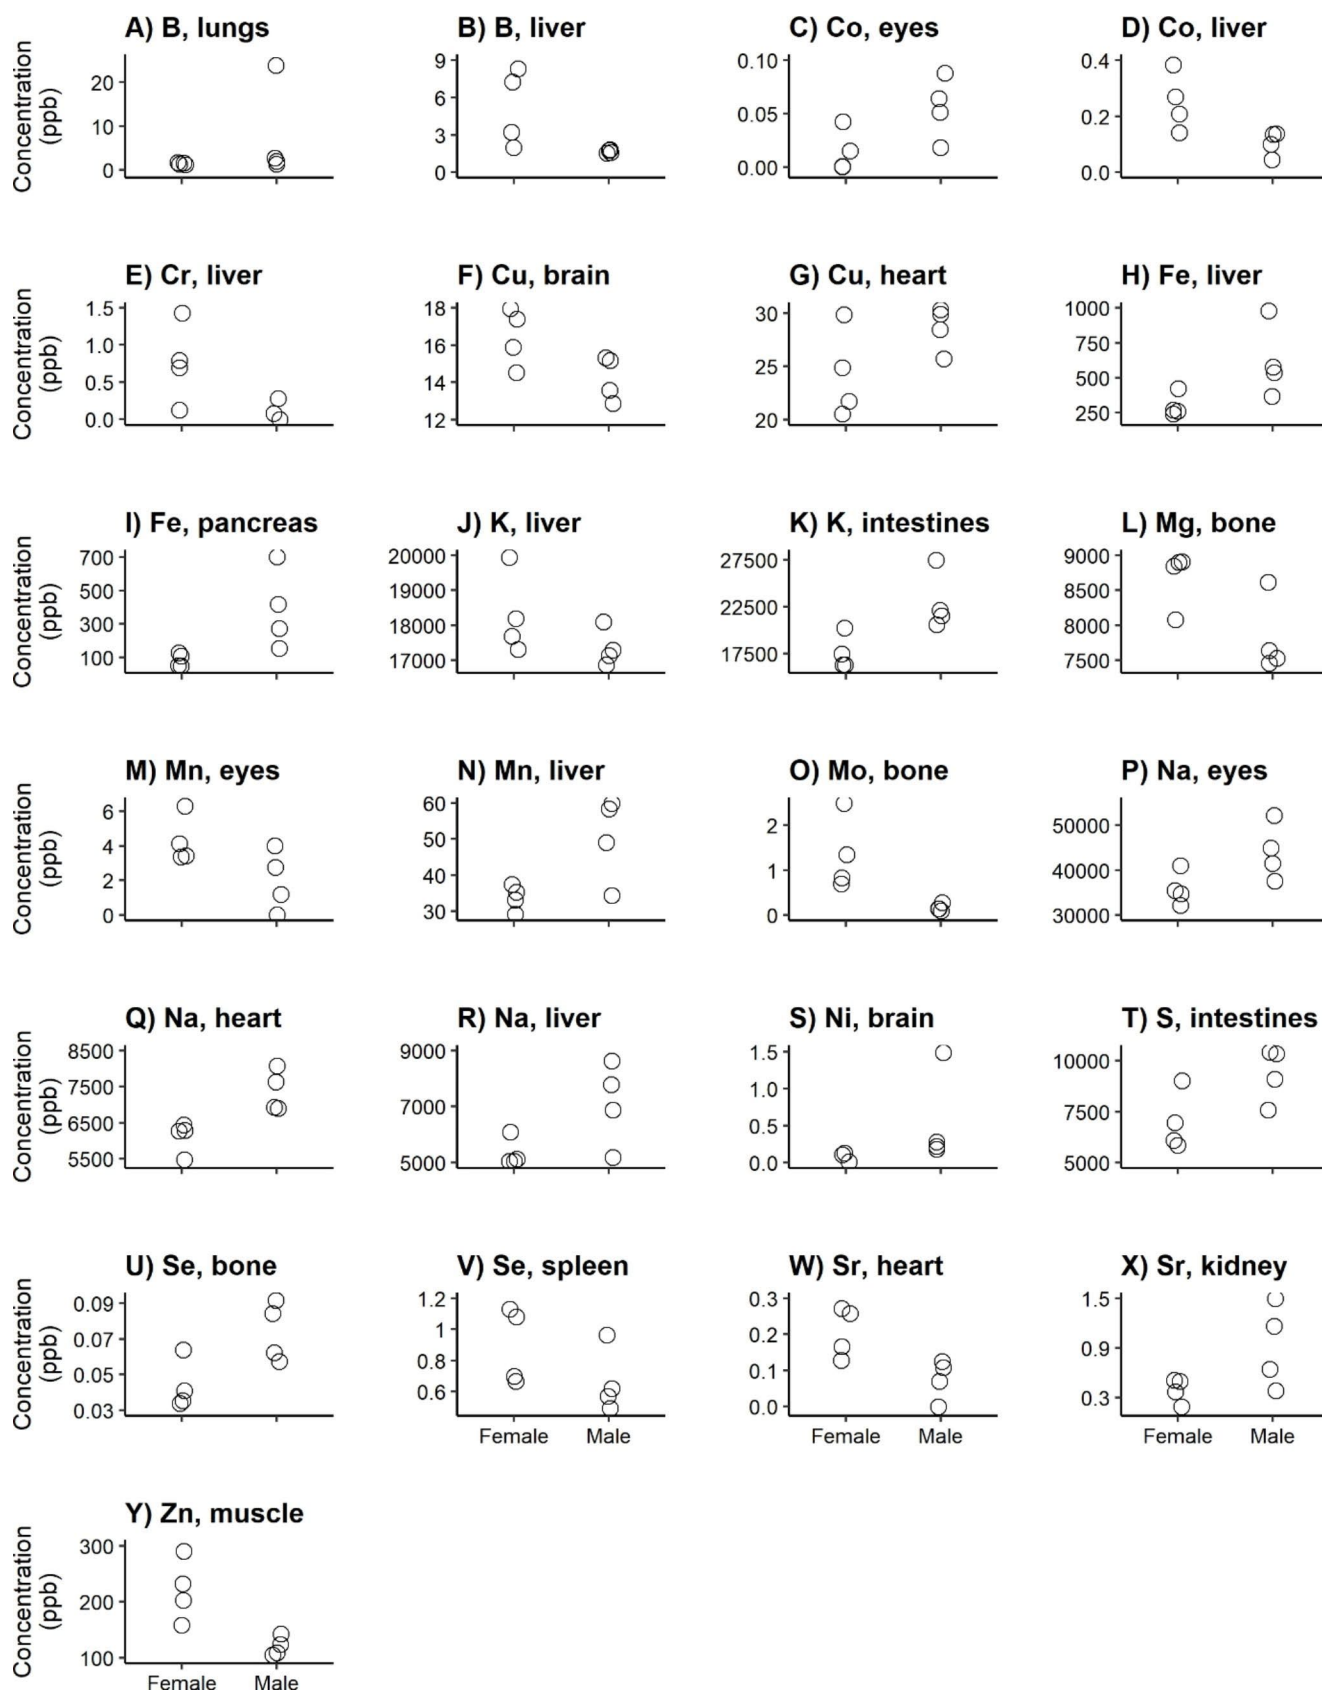 A) B, lungs
B) B, liver
C) Co, eyes
D) Co, liver
Concentration
(ppb)
20
10
0
9
6
3
0
0.10
0.05
0.00
0.4
0.2
0.0
E) Cr, liver
F) Cu, brain
G) Cu, heart
H) Fe, liver
Concentration
(ppb)
1.5
1.0
0.5
0.0
18
16
14
12
30
25
20
1000
750
500
250
I) Fe, pancreas
J) K, liver
K) K, intestines
L) Mg, bone
Concentration
(ppb)
700
500
300
100
20000
19000
18000
17000
27500
22500
17500
9000
8500
8000
7500
M) Mn, eyes
N) Mn, liver
O) Mo, bone
P) Na, eyes
Concentration
(ppb)
6
4
2
0
60
50
40
30
2
1
0
50000
40000
30000
Q) Na, heart
R) Na, liver
S) Ni, brain
T) S, intestines
Concentration
(ppb)
8500
7500
6500
5500
9000
7000
5000
1.5
1.0
0.5
0.0
10000
7500
5000
U) Se, bone
V) Se, spleen
W) Sr, heart
X) Sr, kidney
Concentration
(ppb)
0.09
0.07
0.05
0.03
1.2
1
0.8
0.6
0.3
0.2
0.1
0.0
1.5
0.9
0.3
Female Male
Female Male
Female Male
Y) Zn, muscle
Concentration
(ppb)
300
200
100
Female Male